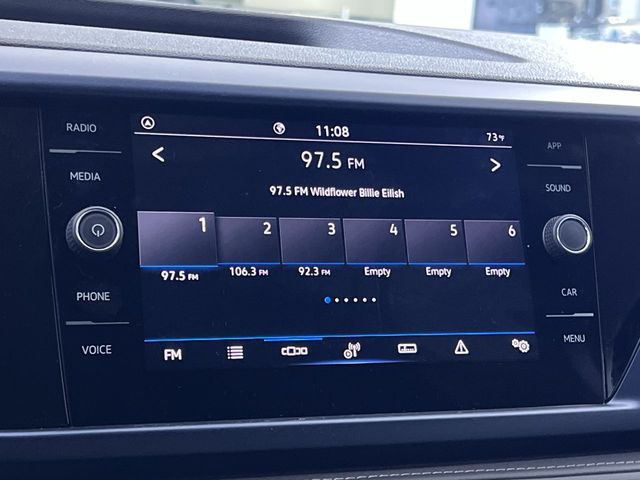 RADIO
MEDIA
PHONE
VOICE
11:08
73°F
97.5 FM
97.5 FM Wildflower Billie Eilish
1 2 3 4 5 6
97.5 FM 106.3 FM 92.3 FM Empty Empty Empty
FM
APP
SOUND
CAR
MENU